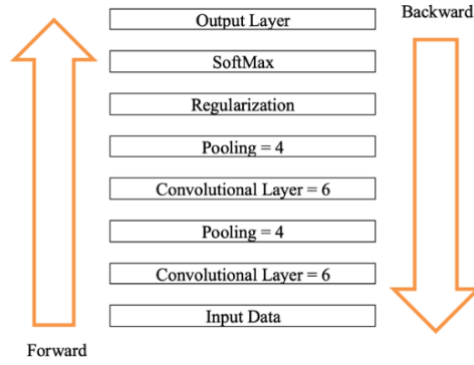 Backward
Output Layer
SoftMax
Regularization
Pooling = 4
Convolutional Layer = 6
Pooling = 4
Convolutional Layer = 6
Input Data
Forward